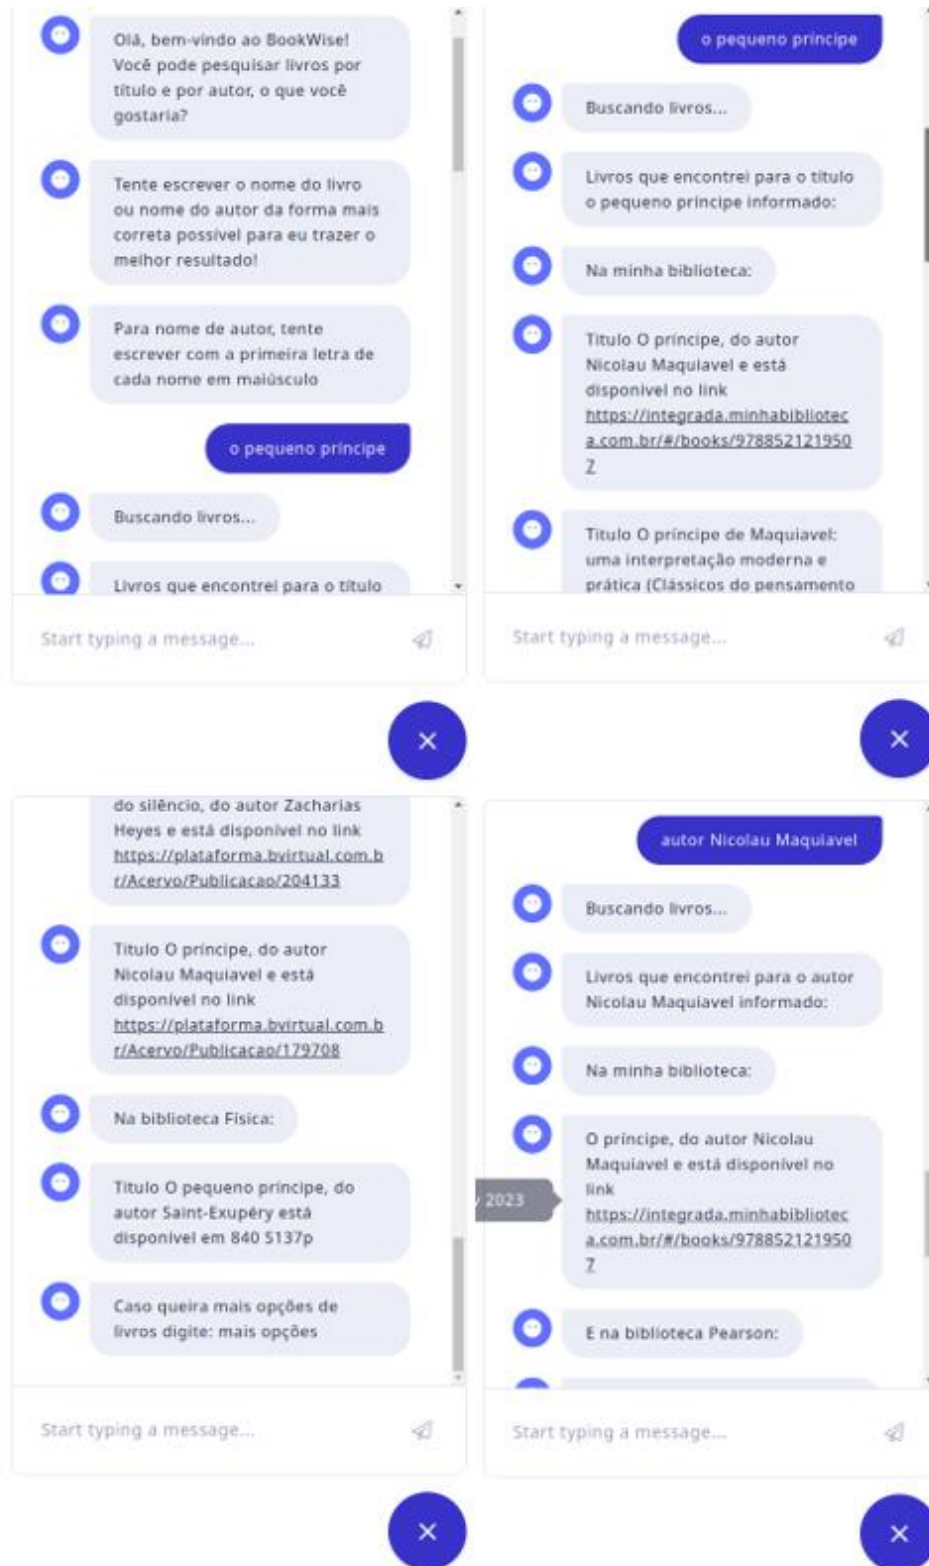 Olá, bem-vindo ao BookWise!
Você pode pesquisar livros por
título e por autor, o que você
gostaria?
Tente escrever o nome do livro
ou nome do autor da forma mais
correta possível para eu trazer o
melhor resultado!
Para nome de autor, tente
escrever com a primeira letra de
cada nome em maiúsculo
o pequeno príncipe
Buscando livros...
Livros que encontrei para o título
Start typing a message...
o pequeno príncipe
Buscando livros...
Livros que encontrei para o título
o pequeno príncipe informado:
Na minha biblioteca:
Titulo O príncipe, do autor
Nicolau Maquiavel e está
disponível no link
https://integrada.minhabibliotec
a.com.br/#/books/978852121950
7
Titulo O príncipe de Maquiavel:
uma interpretação moderna e
prática (Clássicos do pensamento
Start typing a message...
do silêncio, do autor Zacharias
Heyes e está disponível no link
https://plataforma.bvirtual.com.b
r/Acervo/Publicacao/204133
Titulo O príncipe, do autor
Nicolau Maquiavel e está
disponível no link
https://plataforma.bvirtual.com.b
r/Acervo/Publicacao/179708
Na biblioteca Física:
Titulo O pequeno príncipe, do
autor Saint-Exupéry está
disponível em 840 S137p
Caso queira mais opções de
livros digite: mais opções
Start typing a message...
autor Nicolau Maquiavel
Buscando livros...
Livros que encontrei para o autor
Nicolau Maquiavel informado:
Na minha biblioteca:
O príncipe, do autor Nicolau
Maquiavel e está disponível no
link
https://integrada.minhabibliotec
a.com.br/#/books/978852121950
7
2023
E na biblioteca Pearson:
Start typing a message...